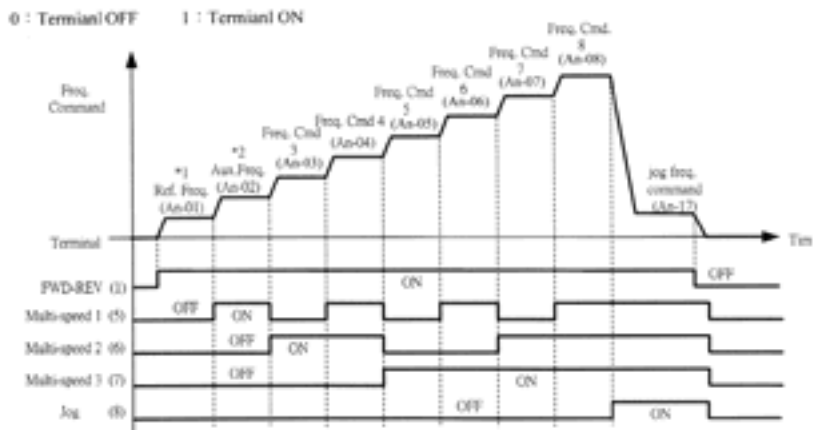 0 : Termianl OFF 1 : Termianl ON
Freq. Cmd.
8
(An-08)
Freq. Cmd
7
(An-07)
Freq. Cmd
6
(An-06)
Freq. Cmd
5
(An-05)
Freq. Cmd 4
(An-04)
Freq. Cmd
3
(An-03)
*2
Aux.Freq.
(An-02)
*1
Ref. Freq.
(An-01)
Freq.
Command
jog freq.
command
(An-17)
Terminal
Tim
FWD-REV (1) ON OFF
Multi-speed 1 (5) OFF ON
Multi-speed 2 (6) OFF ON
Multi-speed 3 (7) OFF ON
Jog (8) OFF ON